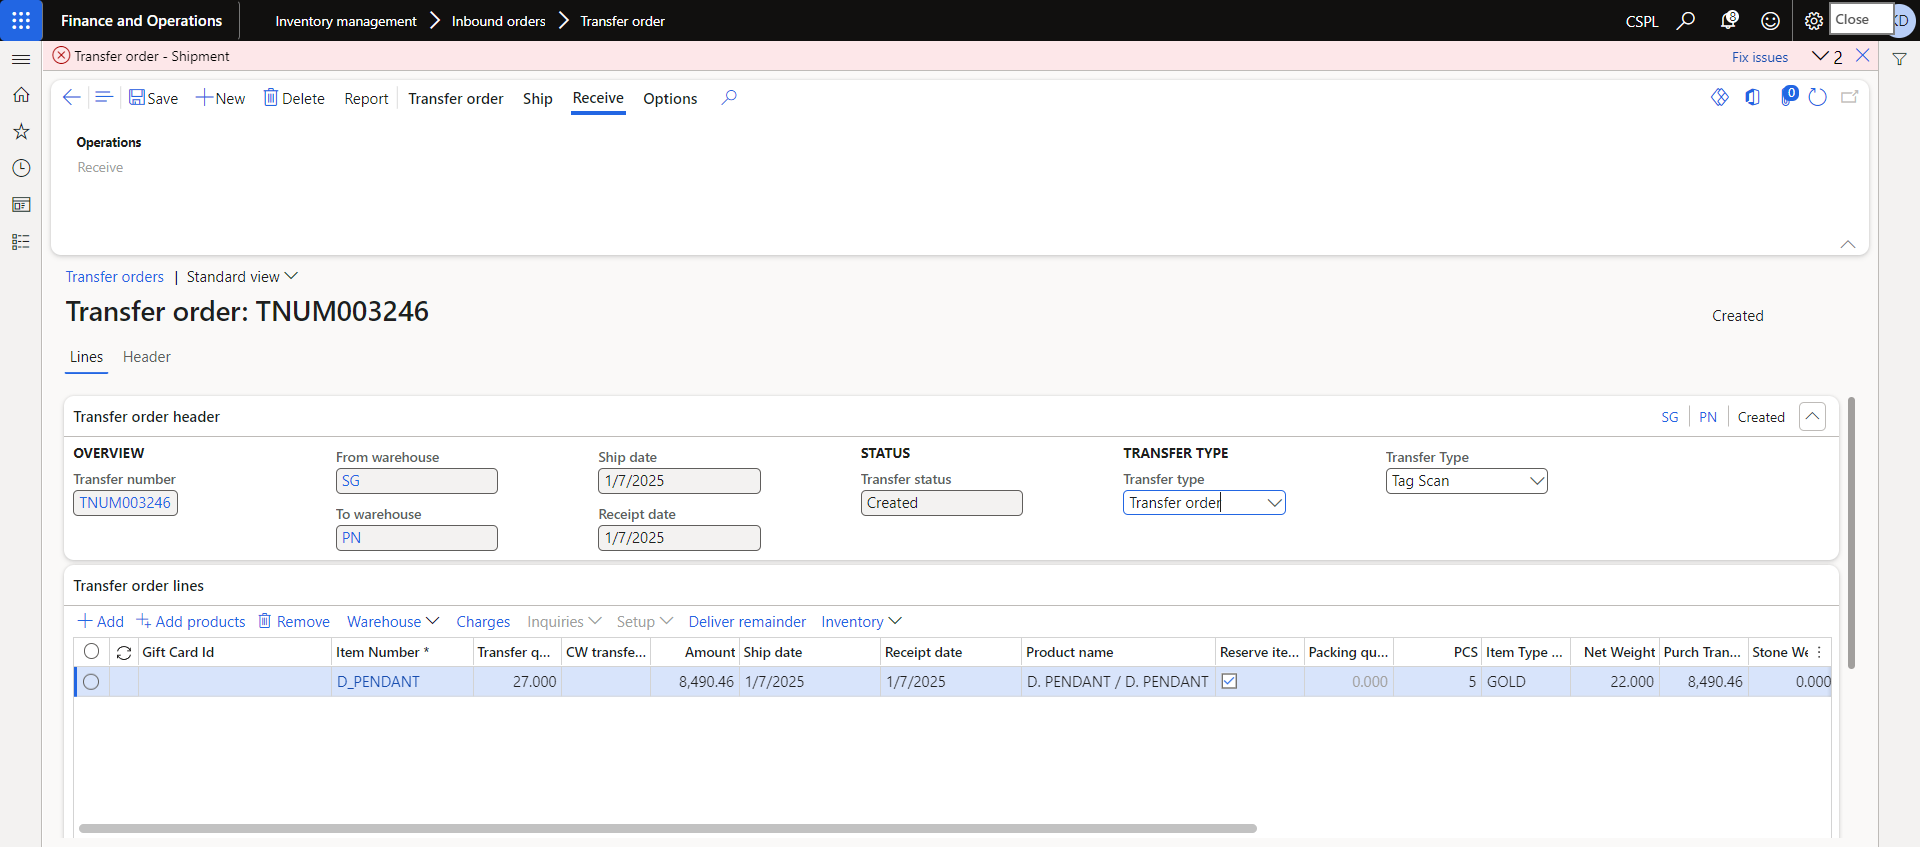 Finance and Operations
Inventory management
Inbound orders
Transfer order
CSPL
8
Close
D
Transfer order - Shipment
Fix issues
2
Save
New
Delete
Report
Transfer order
Ship
Receive
Options
0
Operations
Receive
Transfer orders | Standard view
Transfer order: TNUM003246
Created
Lines
Header
Transfer order header
SG
PN
Created
OVERVIEW
Transfer number
TNUM003246
From warehouse
SG
To warehouse
PN
Ship date
1/7/2025
Receipt date
1/7/2025
STATUS
Transfer status
Created
TRANSFER TYPE
Transfer type
Transfer order
Transfer Type
Tag Scan
Transfer order lines
Add
Add products
Remove
Warehouse
Charges
Inquiries
Setup
Deliver remainder
Inventory
Gift Card Id Item Number * Transfer q... CW transfe... Amount Ship date Receipt date Product name Reserve ite... Packing qu... PCS Item Type ... Net Weight Purch Tran... Stone We
D_PENDANT 27.000 8,490.46 1/7/2025 1/7/2025 D. PENDANT / D. PENDANT 0.000 5 GOLD 22.000 8,490.46 0.000